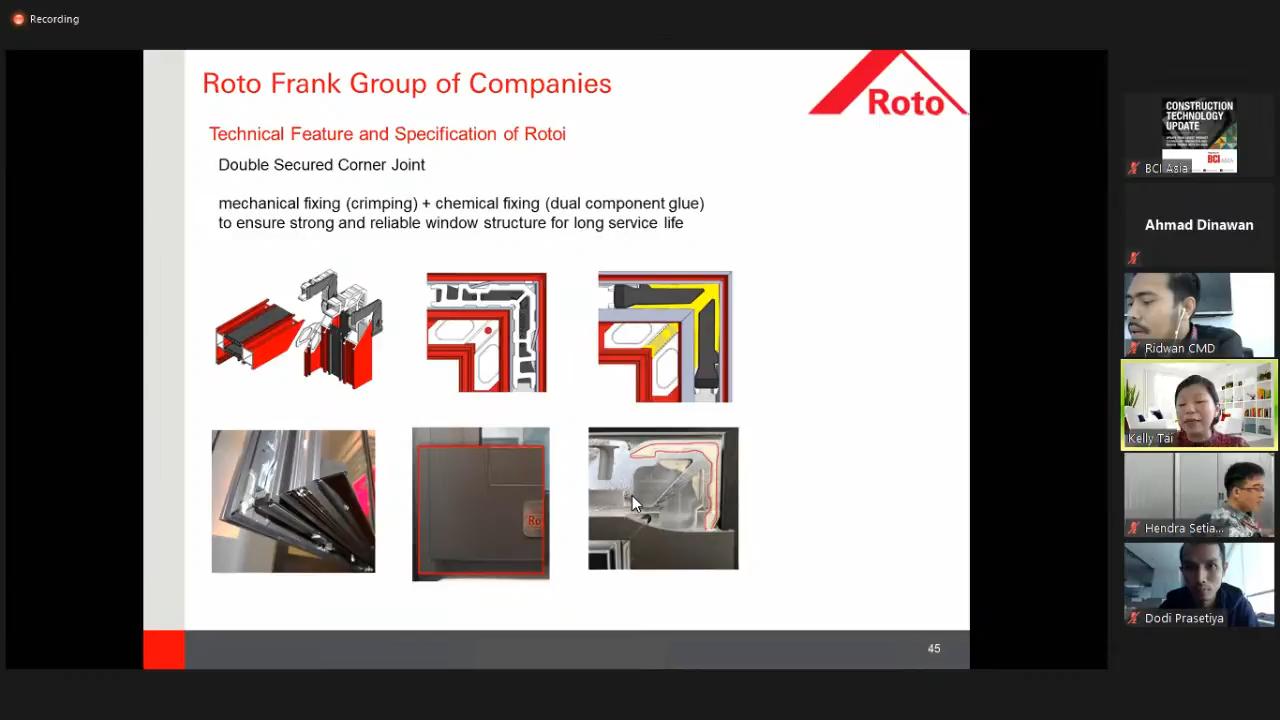 Recording
Roto Frank Group of Companies
Roto
Technical Feature and Specification of Rotoi
Double Secured Corner Joint
mechanical fixing (crimping) + chemical fixing (dual component glue)
to ensure strong and reliable window structure for long service life
Ro
45
CONSTRUCTION
TECHNOLOGY
UPDATE
BCI ASIA
BCI Asia
Ahmad Dinawan
Ridwan CMD
Kelly Tai
Hendra Setia...
Dodi Prasetiya